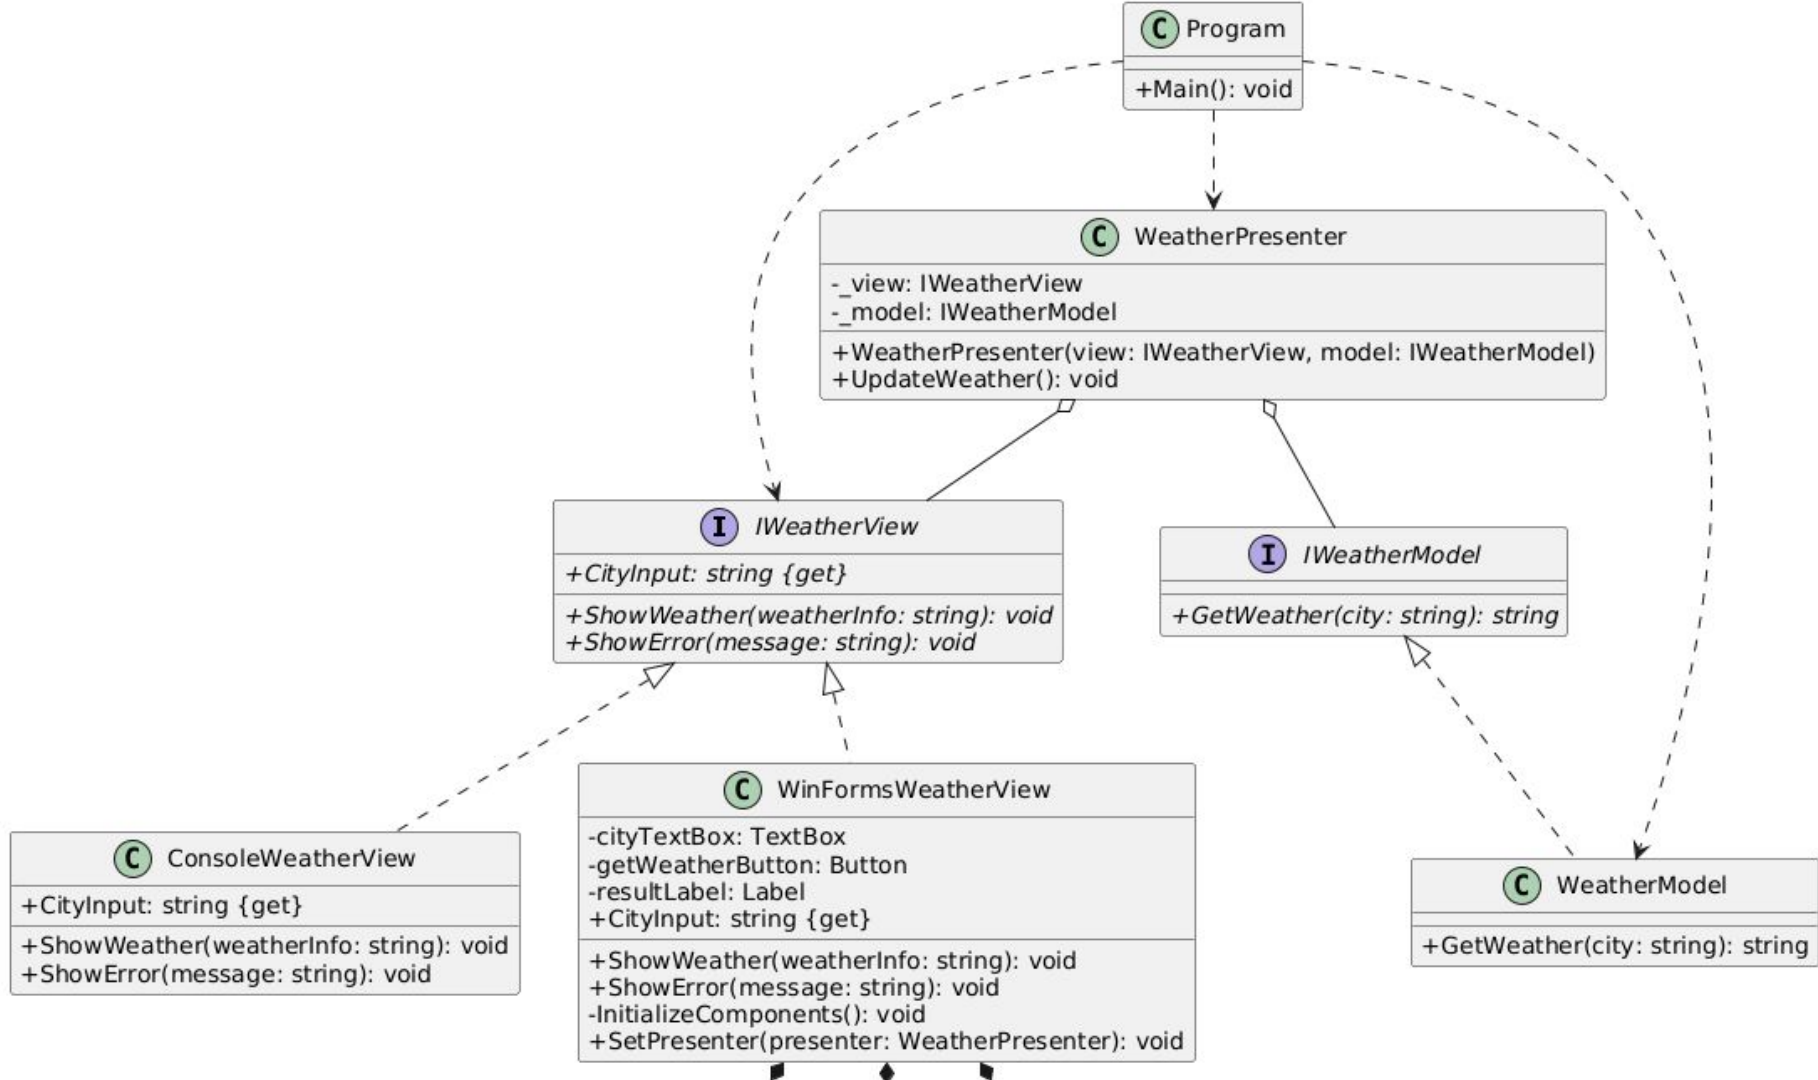 C Program
+Main(): void
C WeatherPresenter
-_view: IWeatherView
-_model: IWeatherModel
+WeatherPresenter(view: IWeatherView, model: IWeatherModel)
+UpdateWeather(): void
I IWeatherView
+CityInput: string {get}
+ShowWeather(weatherInfo: string): void
+ShowError(message: string): void
I IWeatherModel
+GetWeather(city: string): string
C ConsoleWeatherView
+CityInput: string {get}
+ShowWeather(weatherInfo: string): void
+ShowError(message: string): void
C WinFormsWeatherView
-cityTextBox: TextBox
-getWeatherButton: Button
-resultLabel: Label
+CityInput: string {get}
+ShowWeather(weatherInfo: string): void
+ShowError(message: string): void
-InitializeComponents(): void
+SetPresenter(presenter: WeatherPresenter): void
C WeatherModel
+GetWeather(city: string): string